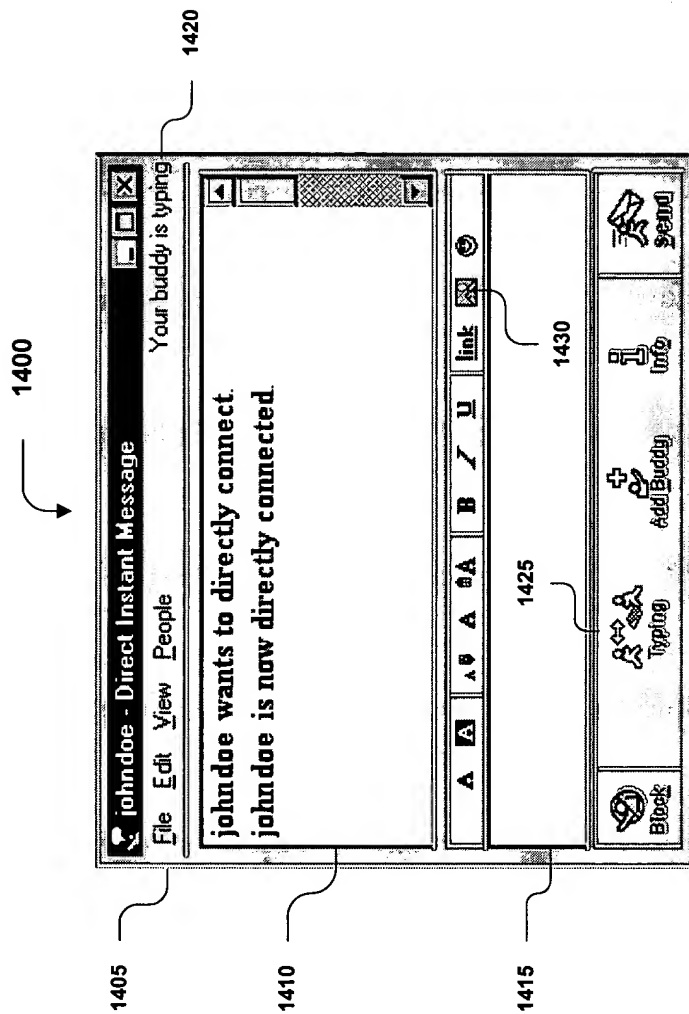 1400
1405
johndoe - Direct Instant Message
File Edit View People
Your buddy is typing
1420
1410
johndoe wants to directly connect.
johndoe is now directly connected.
A A A A A B I U link
1430
1415
1425
Block
Typing
Add Buddy
Info
Send